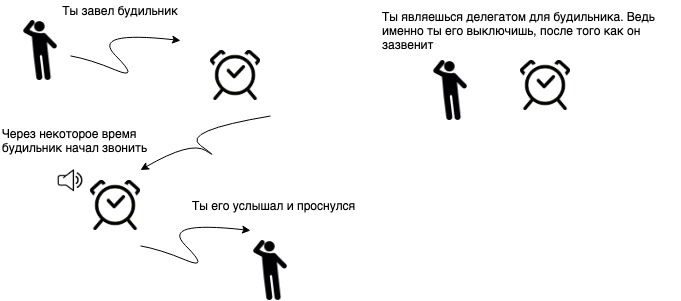 Ты завел будильник
Ты являешься делегатом для будильника. Ведь
именно ты его выключишь, после того как он
зазвенит
Через некоторое время
будильник начал звонить
Ты его услышал и проснулся